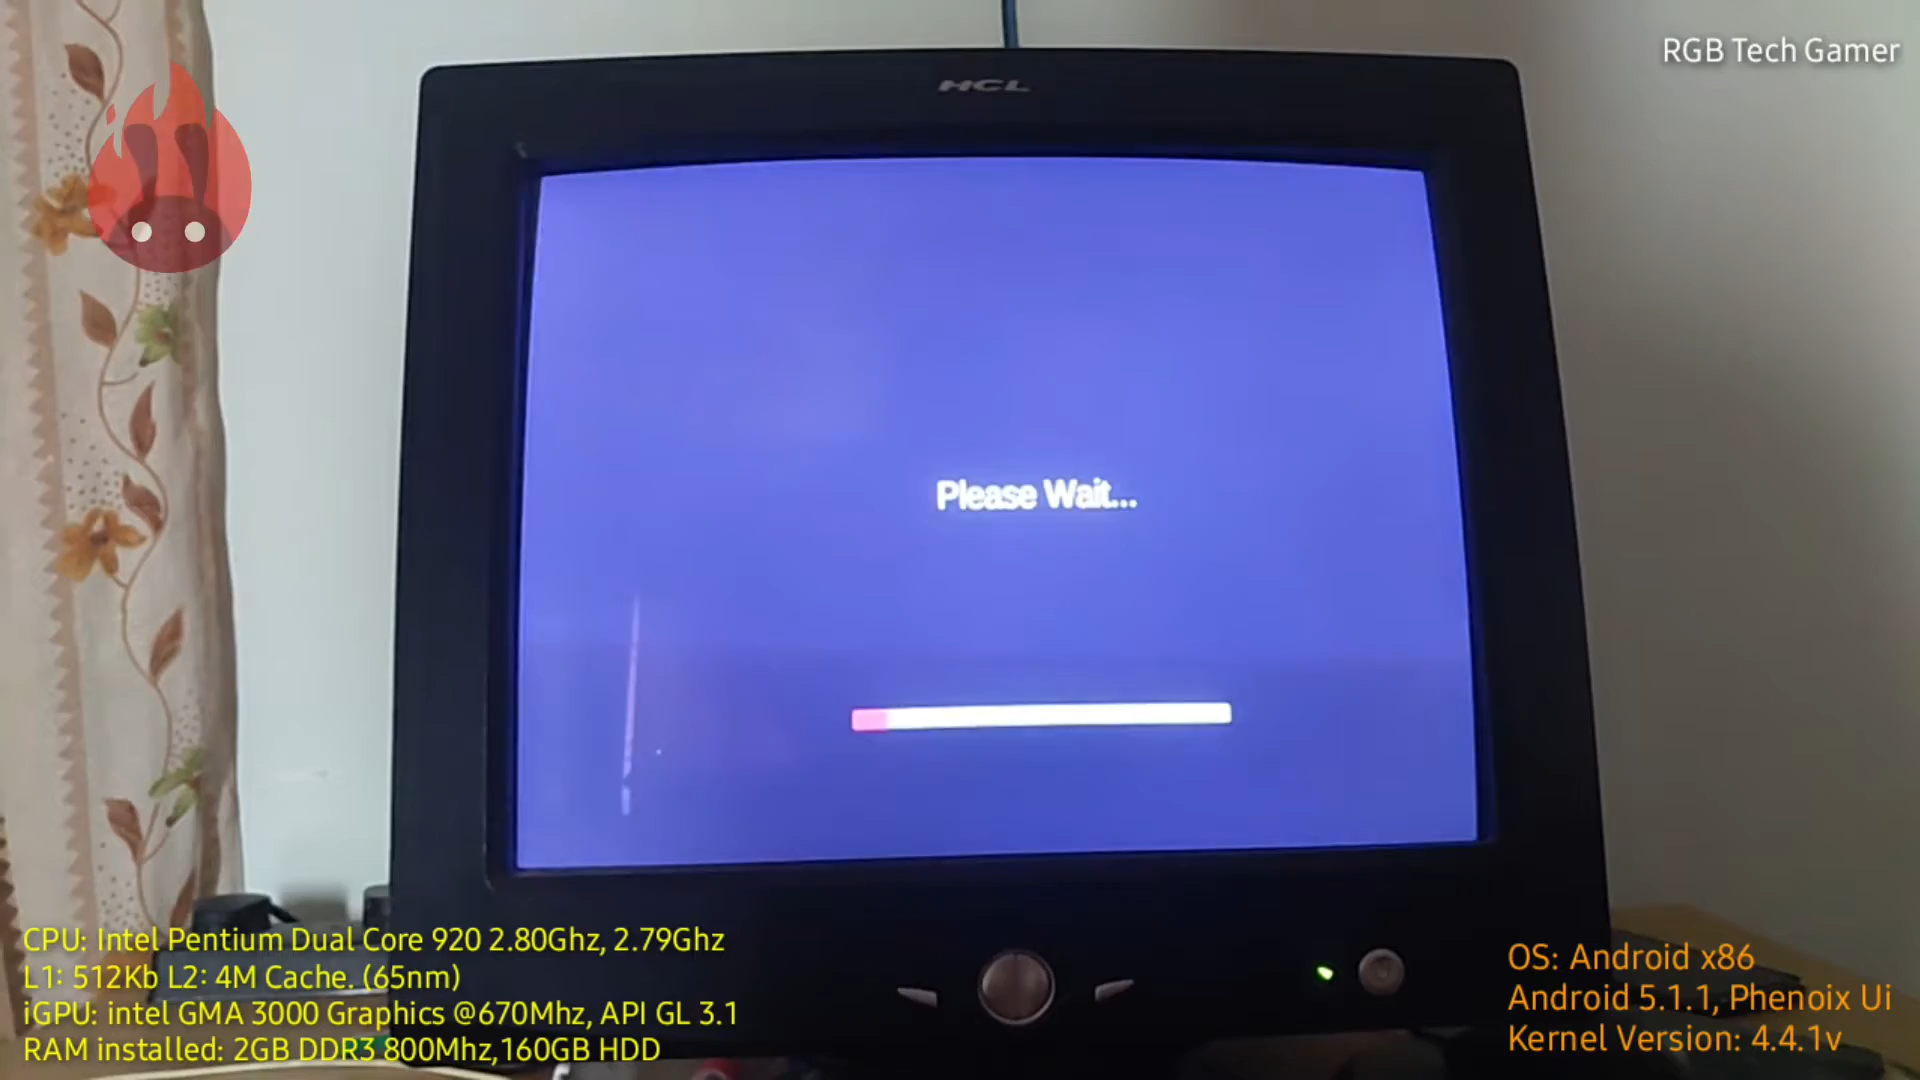 RGB Tech Gamer
HCL
Please Wait...
CPU: Intel Pentium Dual Core 920 2.80Ghz, 2.79Ghz
L1: 512Kb L2: 4M Cache. (65nm)
iGPU: intel GMA 3000 Graphics @670Mhz, API GL 3.1
RAM installed: 2GB DDR3 800Mhz,160GB HDD
OS: Android x86
Android 5.1.1, Phenoix Ui
Kernel Version: 4.4.1v